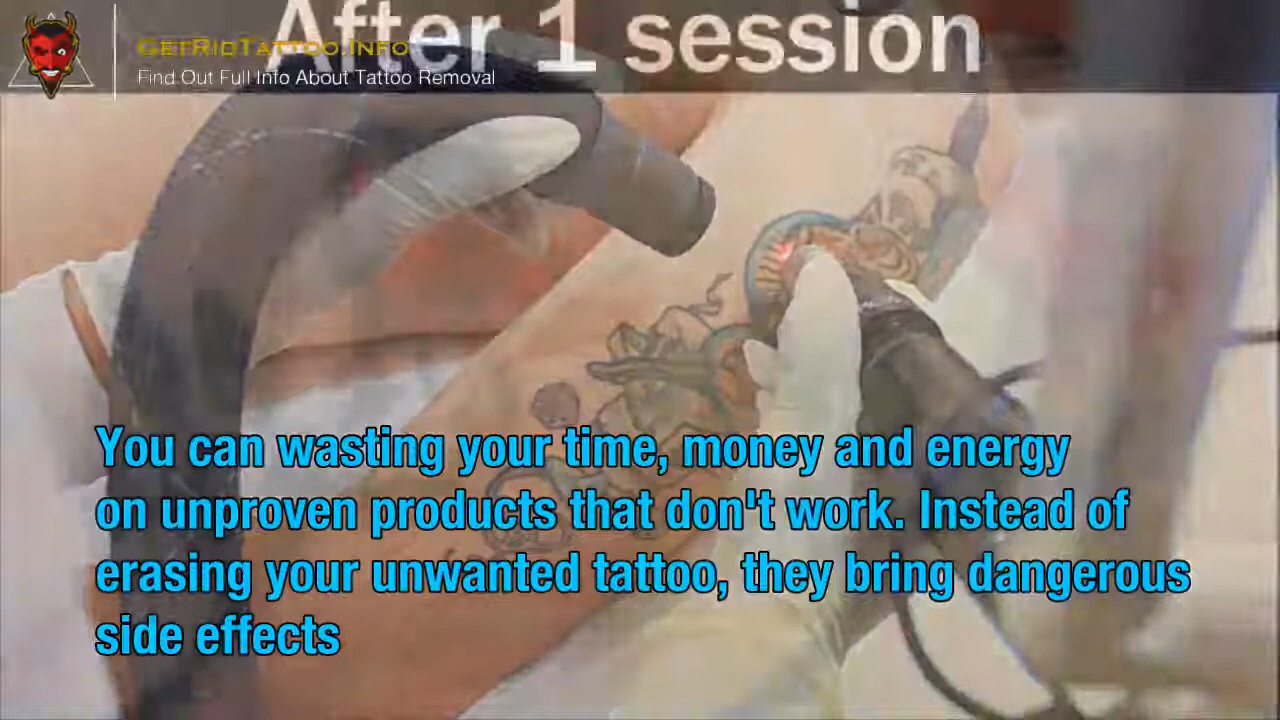 After 1 session
GetRidTattoo.Info
Find Out Full Info About Tattoo Removal
You can wasting your time, money and energy
on unproven products that don't work. Instead of
erasing your unwanted tattoo, they bring dangerous
side effects